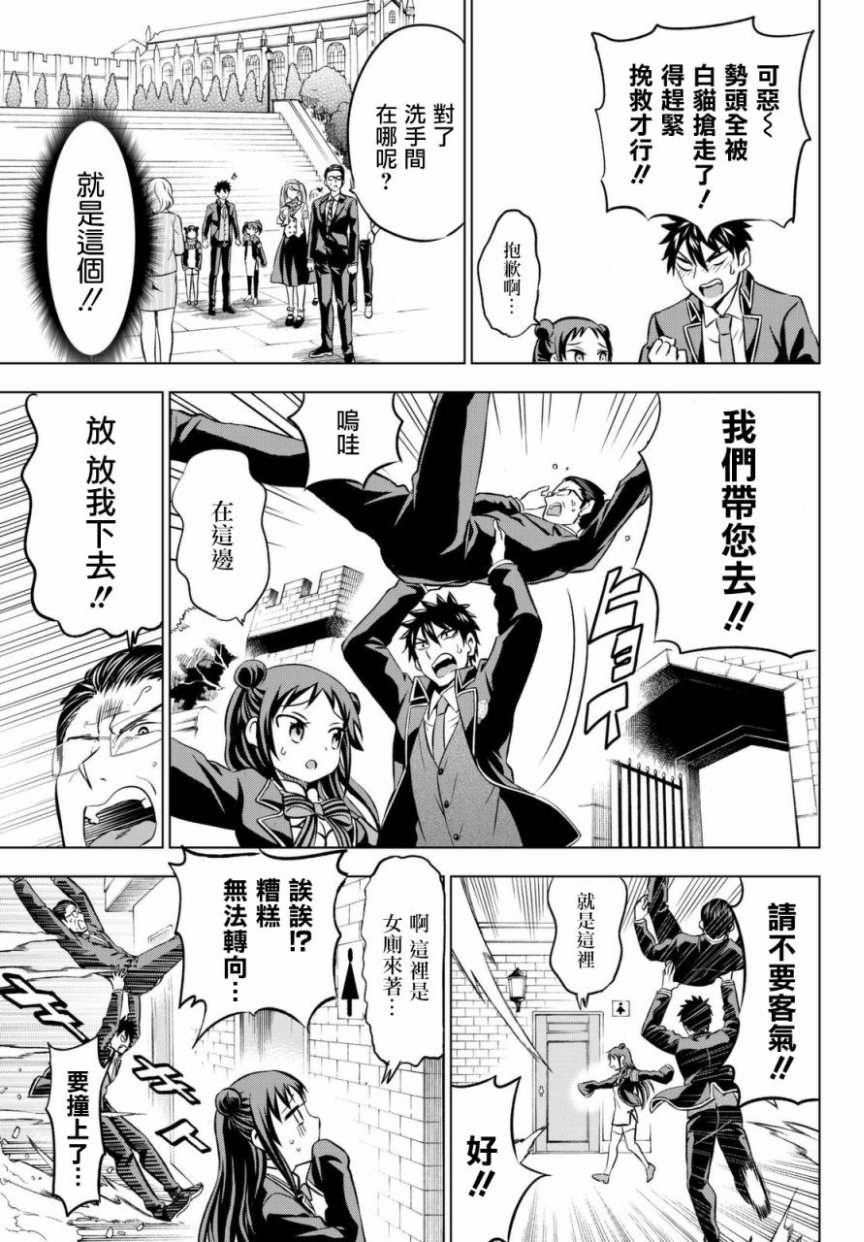 可惡～
勢頭全被
白貓搶走了！
得趕緊
挽救才行!!
抱歉啊…
對了
洗手間
在哪呢？
就是這個!!
我們帶您去!!
嗚哇
ヒョイ
在這邊
放 放我下去!!
請不要客氣!!
就是這裡
好!!
啊 這裡是
女廁來著…
誒誒!?
糟糕
無法轉向…
要撞上了…